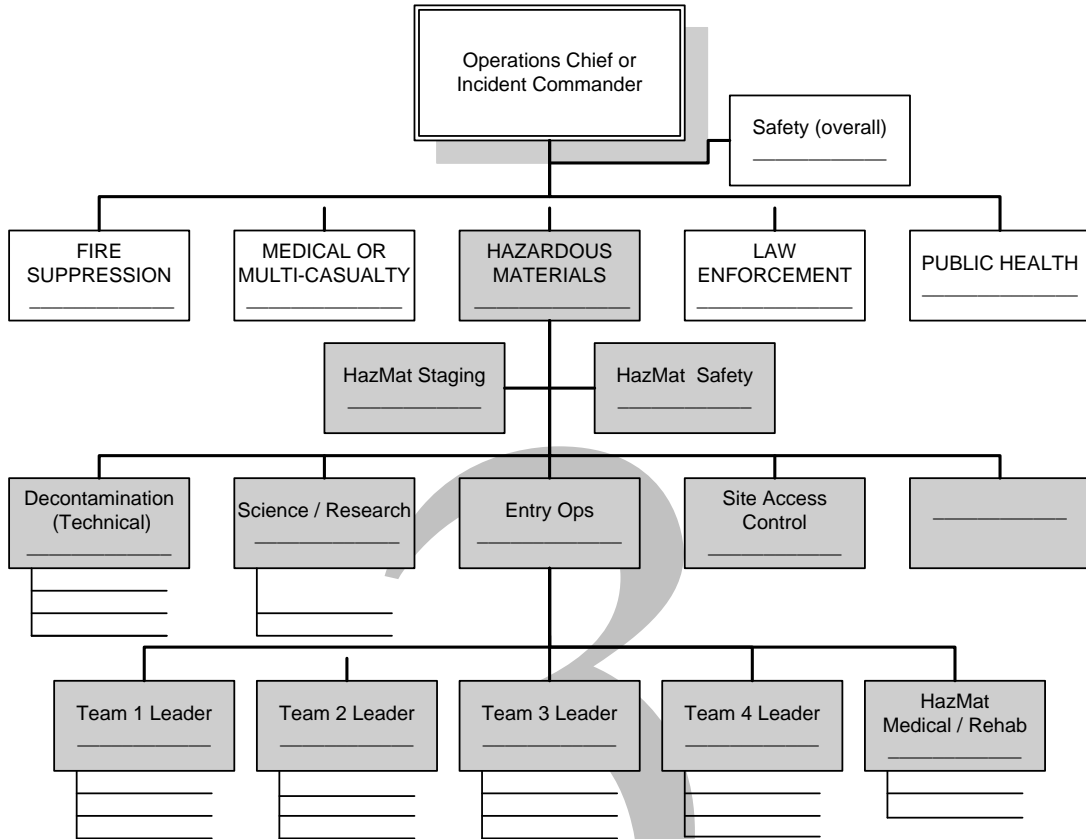 Operations Chief or
Incident Commander
Safety (overall)
FIRE
SUPPRESSION
MEDICAL OR
MULTI-CASUALTY
HAZARDOUS
MATERIALS
LAW
ENFORCEMENT
PUBLIC HEALTH
HazMat Staging
HazMat Safety
Decontamination
(Technical)
Science / Research
Entry Ops
Site Access
Control
Team 1 Leader
Team 2 Leader
Team 3 Leader
Team 4 Leader
HazMat
Medical / Rehab
3